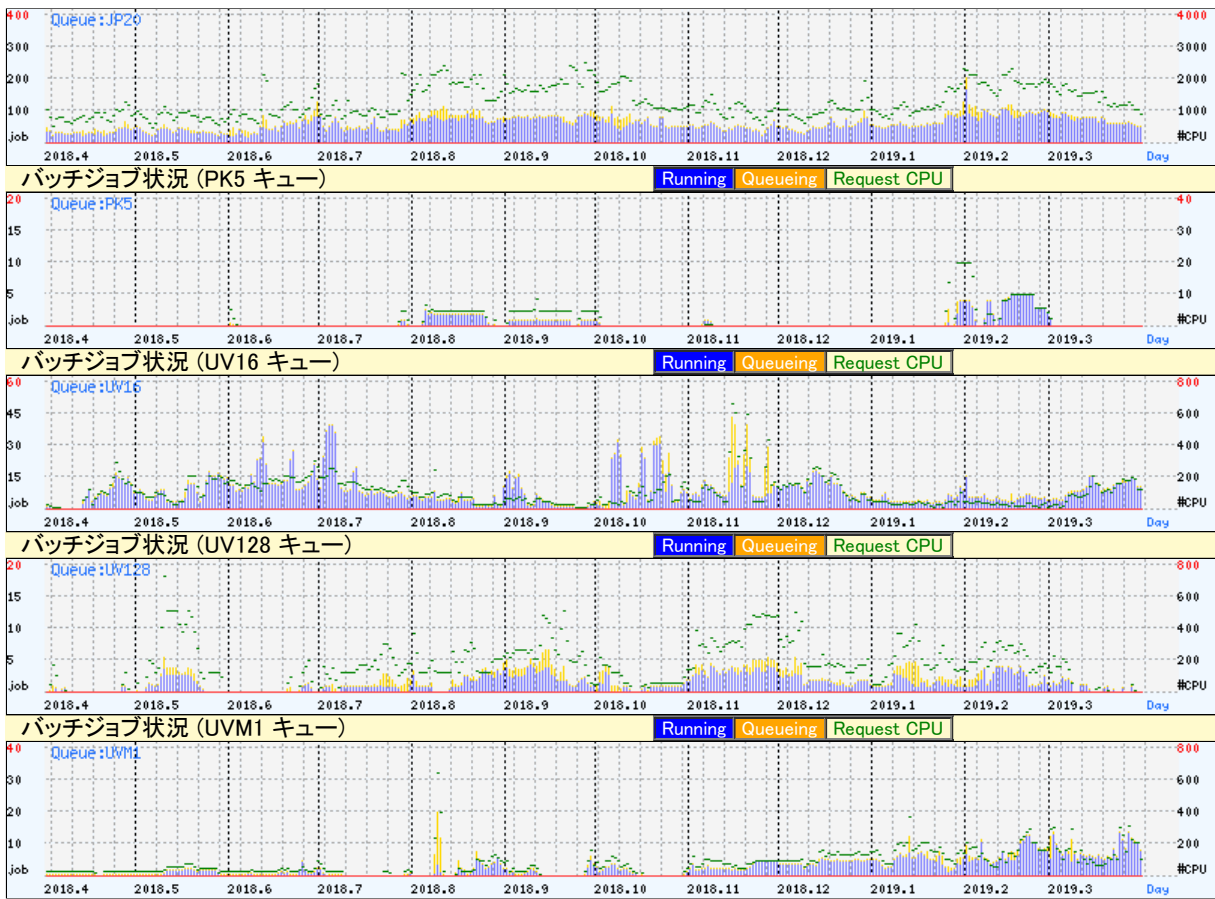 400 Queue:JP20 4000
300 3000
200 2000
100 1000
job #CPU
2018.4 2018.5 2018.6 2018.7 2018.8 2018.9 2018.10 2018.11 2018.12 2019.1 2019.2 2019.3 Day
バッチジョブ状況 (PK5 キュー) Running Queueing Request CPU
20 Queue:PK5 40
15 30
10 20
5 10
job #CPU
2018.4 2018.5 2018.6 2018.7 2018.8 2018.9 2018.10 2018.11 2018.12 2019.1 2019.2 2019.3 Day
バッチジョブ状況 (UV16 キュー) Running Queueing Request CPU
60 Queue:UV16 800
45 600
30 400
15 200
job #CPU
2018.4 2018.5 2018.6 2018.7 2018.8 2018.9 2018.10 2018.11 2018.12 2019.1 2019.2 2019.3 Day
バッチジョブ状況 (UV128 キュー) Running Queueing Request CPU
20 Queue:UV128 800
15 600
10 400
5 200
job #CPU
2018.4 2018.5 2018.6 2018.7 2018.8 2018.9 2018.10 2018.11 2018.12 2019.1 2019.2 2019.3 Day
バッチジョブ状況 (UVM1 キュー) Running Queueing Request CPU
40 Queue:UVM1 800
30 600
20 400
10 200
job #CPU
2018.4 2018.5 2018.6 2018.7 2018.8 2018.9 2018.10 2018.11 2018.12 2019.1 2019.2 2019.3 Day